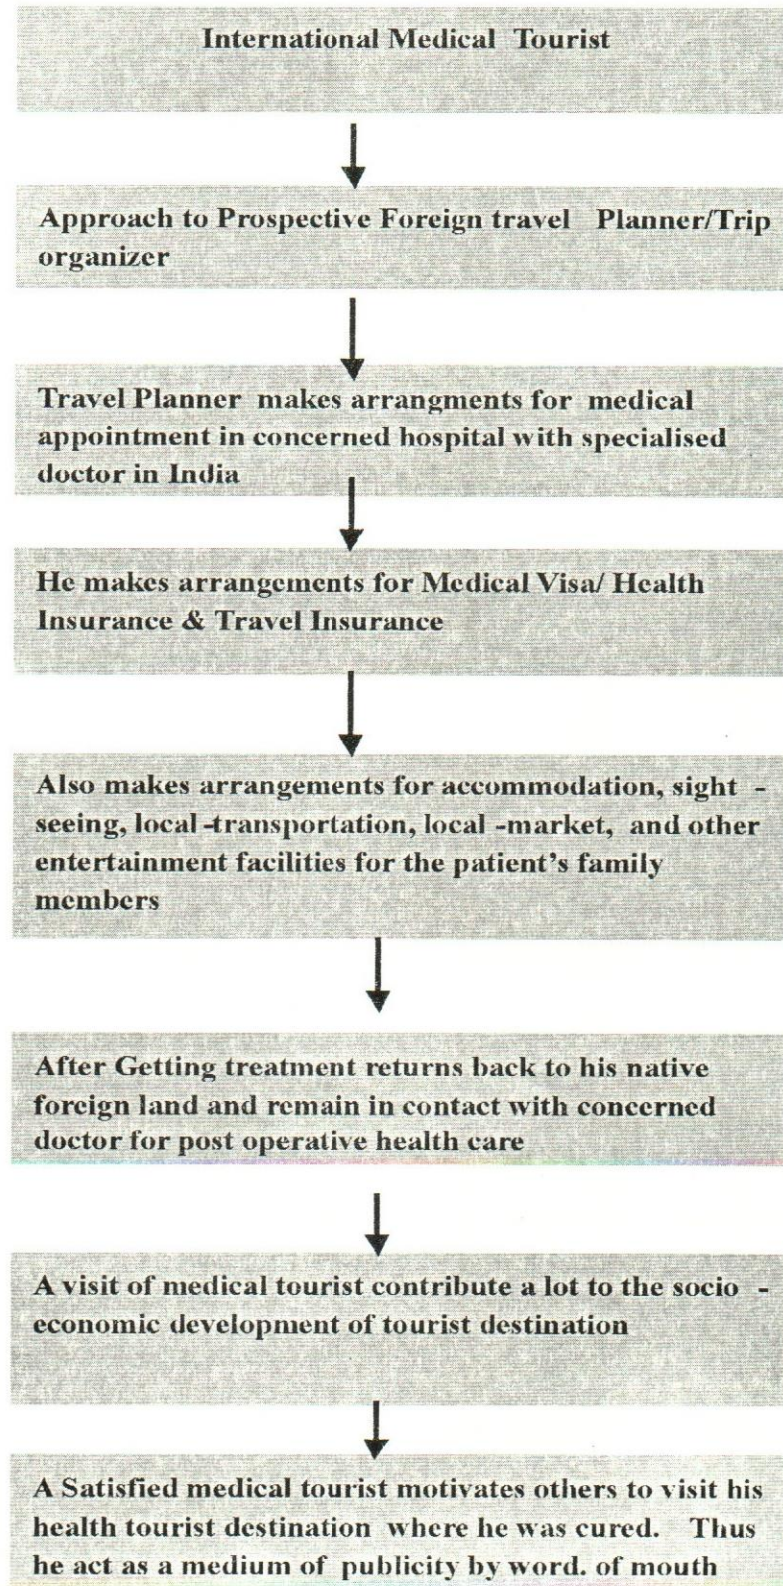 International Medical Tourist
Approach to Prospective Foreign travel Planner/Trip
organizer
Travel Planner makes arrangments for medical
appointment in concerned hospital with specialised
doctor in India
He makes arrangements for Medical Visa/ Health
Insurance & Travel Insurance
Also makes arrangements for accommodation, sight -
seeing, local -transportation, local -market, and other
entertainment facilities for the patient's family
members
After Getting treatment returns back to his native
foreign land and remain in contact with concerned
doctor for post operative health care
A visit of medical tourist contribute a lot to the socio -
economic development of tourist destination
A Satisfied medical tourist motivates others to visit his
health tourist destination where he was cured. Thus
he act as a medium of publicity by word. of mouth